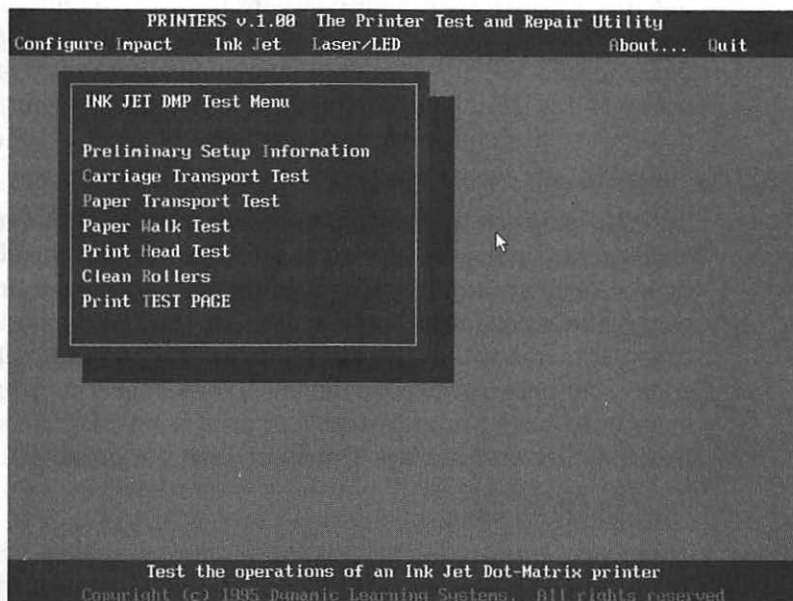 PRINTERS v.1.00 The Printer Test and Repair Utility
Configure Impact Ink Jet Laser/LED About... Quit
INK JET DMP Test Menu
Preliminary Setup Information
Carriage Transport Test
Paper Transport Test
Paper Walk Test
Print Head Test
Clean Rollers
Print TEST PAGE
Test the operations of an Ink Jet Dot-Matrix printer
Copyright (c) 1995 Dynamic Learning Systems. All rights reserved